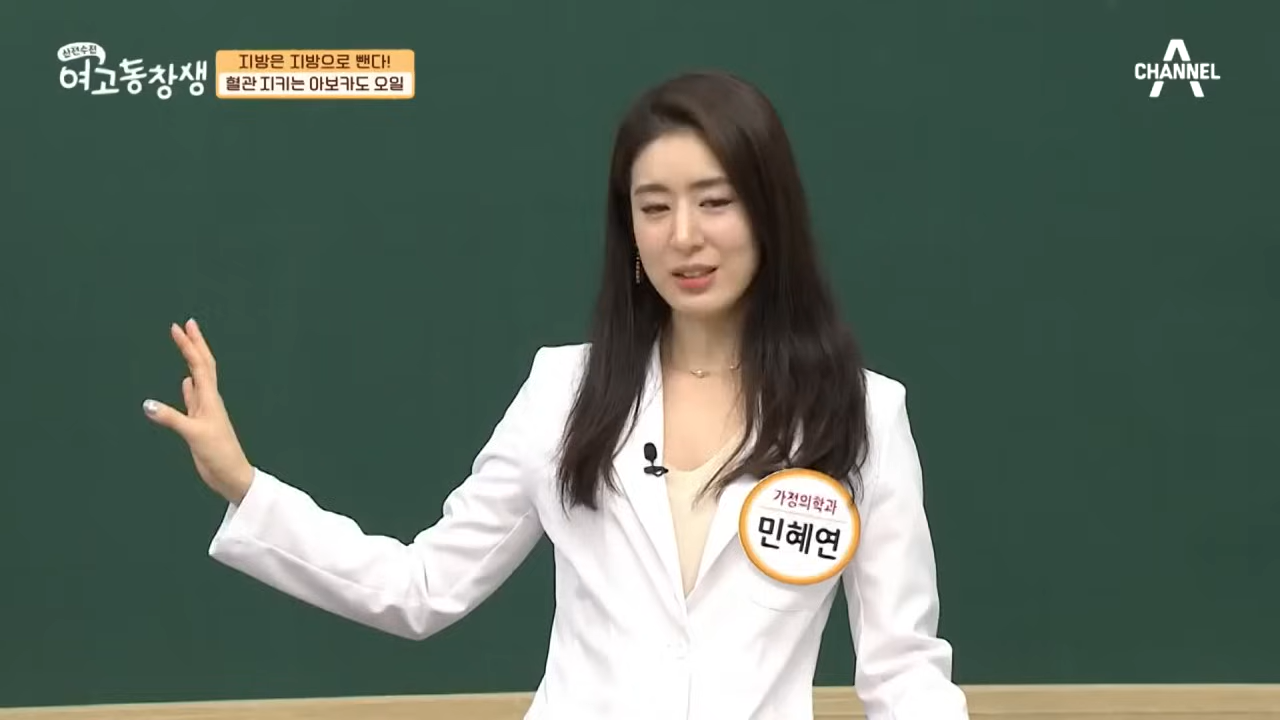 신전수전
여고동창생
지방은 지방으로 뺀다!
혈관 지키는 아보카도 오일
CHANNEL A
가정의학과
민혜연